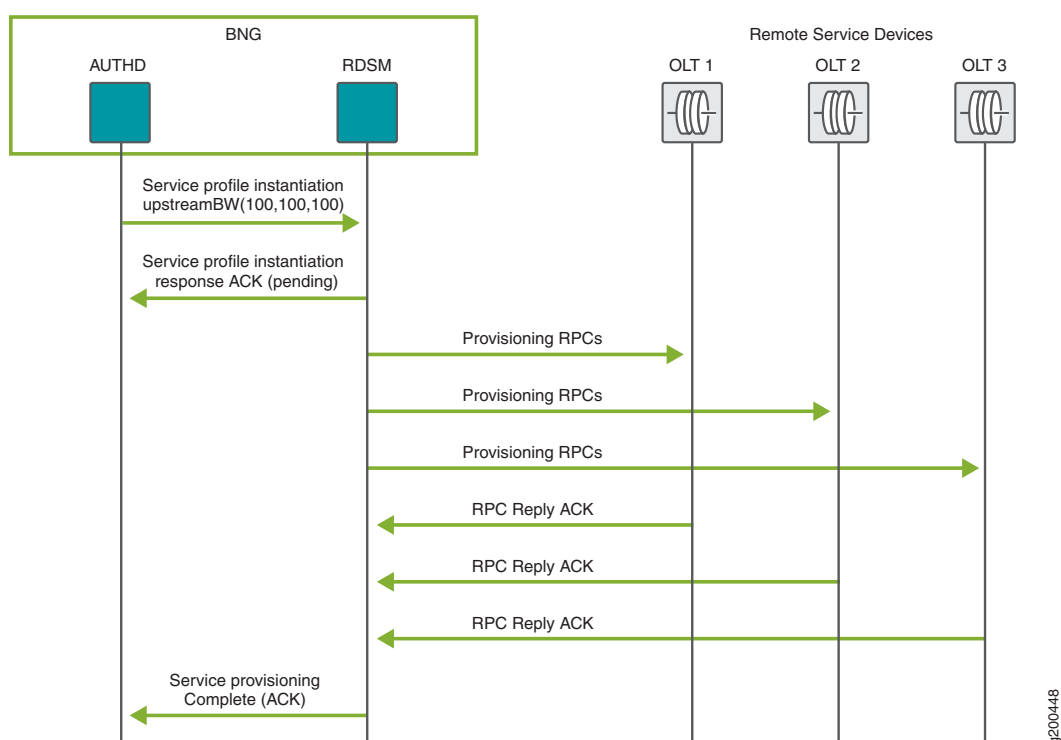 BNG
Remote Service Devices
AUTHD
RDSM
OLT 1
OLT 2
OLT 3
Service profile instantiation
upstreamBW(100,100,100)
Service profile instantiation
response ACK (pending)
Provisioning RPCs
Provisioning RPCs
Provisioning RPCs
RPC Reply ACK
RPC Reply ACK
RPC Reply ACK
Service provisioning
Complete (ACK)
g200448